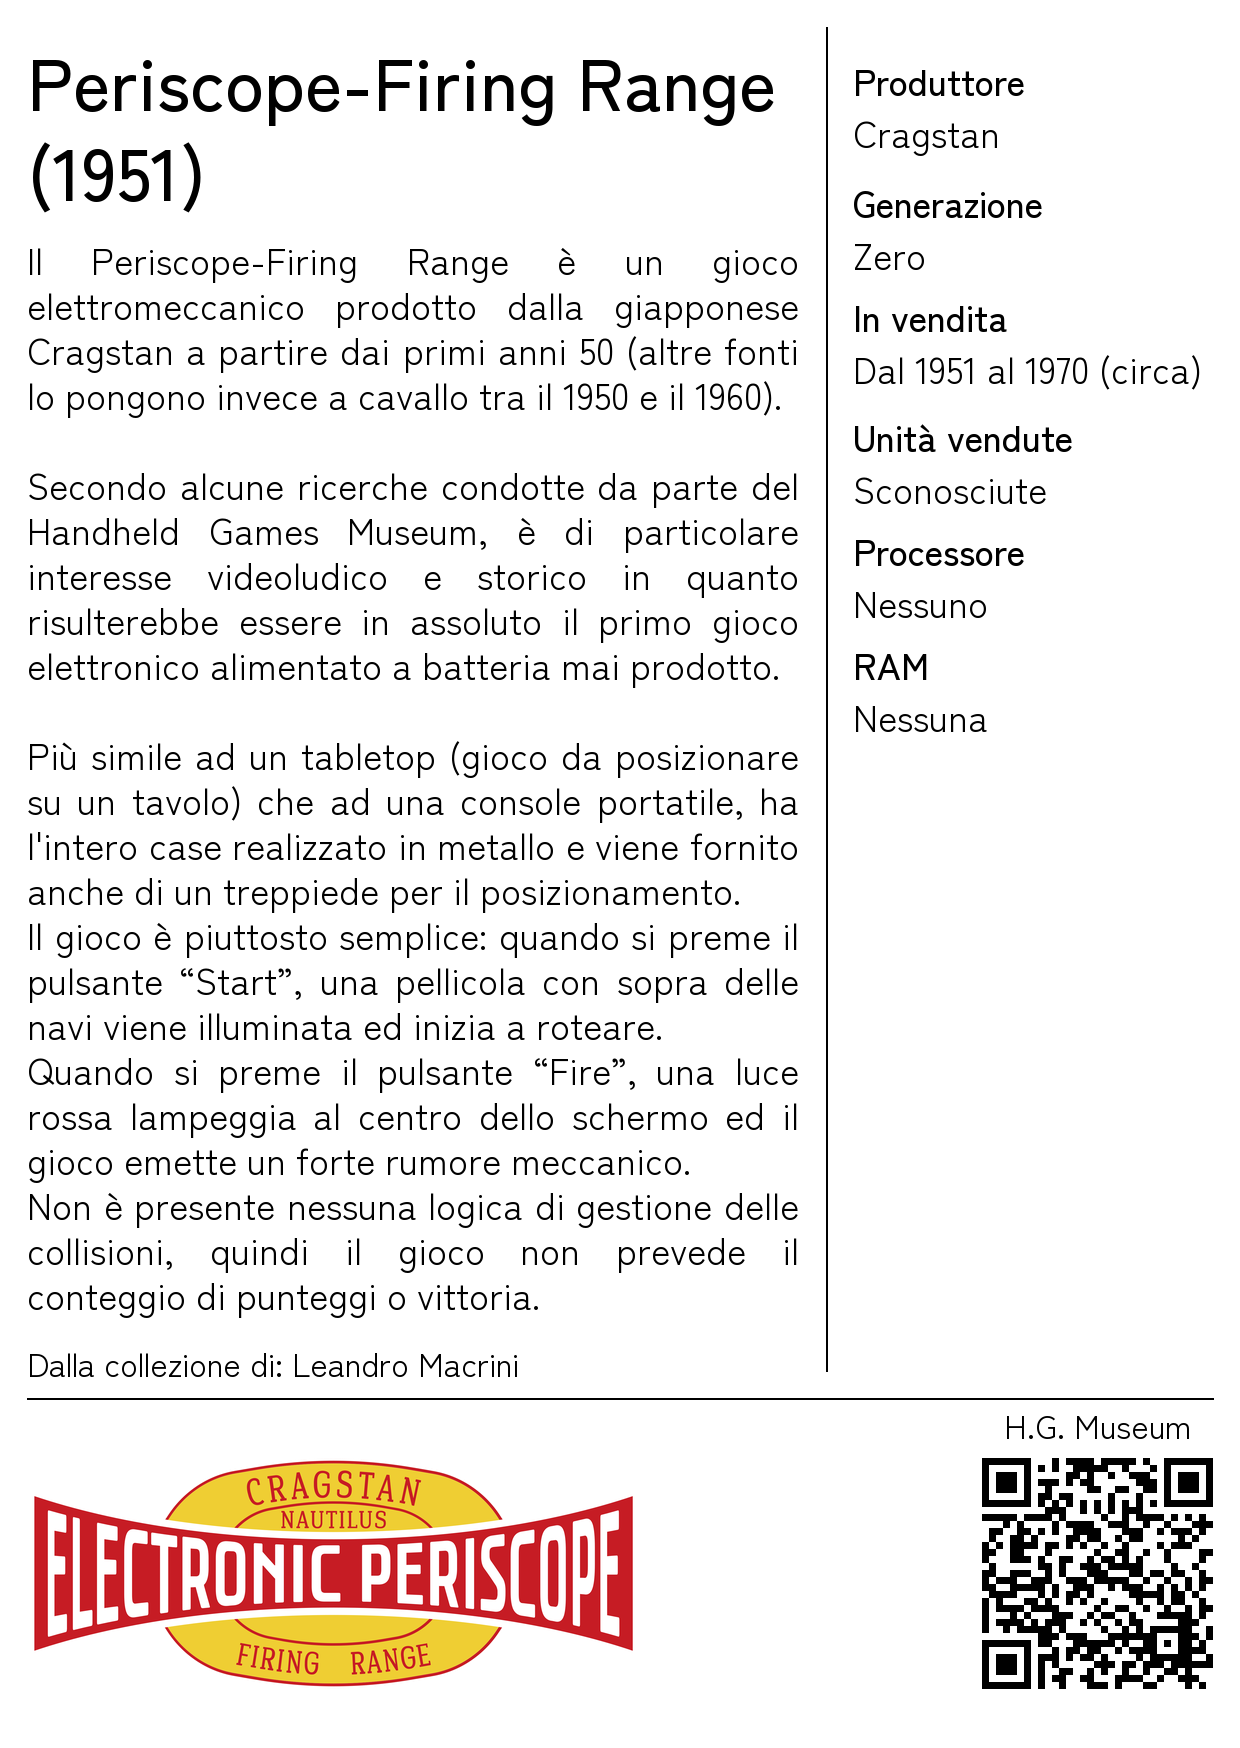 Periscope-Firing Range
(1951)
Il Periscope-Firing Range è un gioco
elettromeccanico prodotto dalla giapponese
Cragstan a partire dai primi anni 50 (altre fonti
lo pongono invece a cavallo tra il 1950 e il 1960).
Secondo alcune ricerche condotte da parte del
Handheld Games Museum, è di particolare
interesse videoludico e storico in quanto
risulterebbe essere in assoluto il primo gioco
elettronico alimentato a batteria mai prodotto.
Più simile ad un tabletop (gioco da posizionare
su un tavolo) che ad una console portatile, ha
l'intero case realizzato in metallo e viene fornito
anche di un treppiede per il posizionamento.
Il gioco è piuttosto semplice: quando si preme il
pulsante “Start”, una pellicola con sopra delle
navi viene illuminata ed inizia a roteare.
Quando si preme il pulsante “Fire”, una luce
rossa lampeggia al centro dello schermo ed il
gioco emette un forte rumore meccanico.
Non è presente nessuna logica di gestione delle
collisioni, quindi il gioco non prevede il
conteggio di punteggi o vittoria.
Dalla collezione di: Leandro Macrini
Produttore
Cragstan
Generazione
Zero
In vendita
Dal 1951 al 1970 (circa)
Unità vendute
Sconosciute
Processore
Nessuno
RAM
Nessuna
CRAGSTAN
NAUTILUS
ELECTRONIC PERISCOPE
FIRING RANGE
H.G. Museum